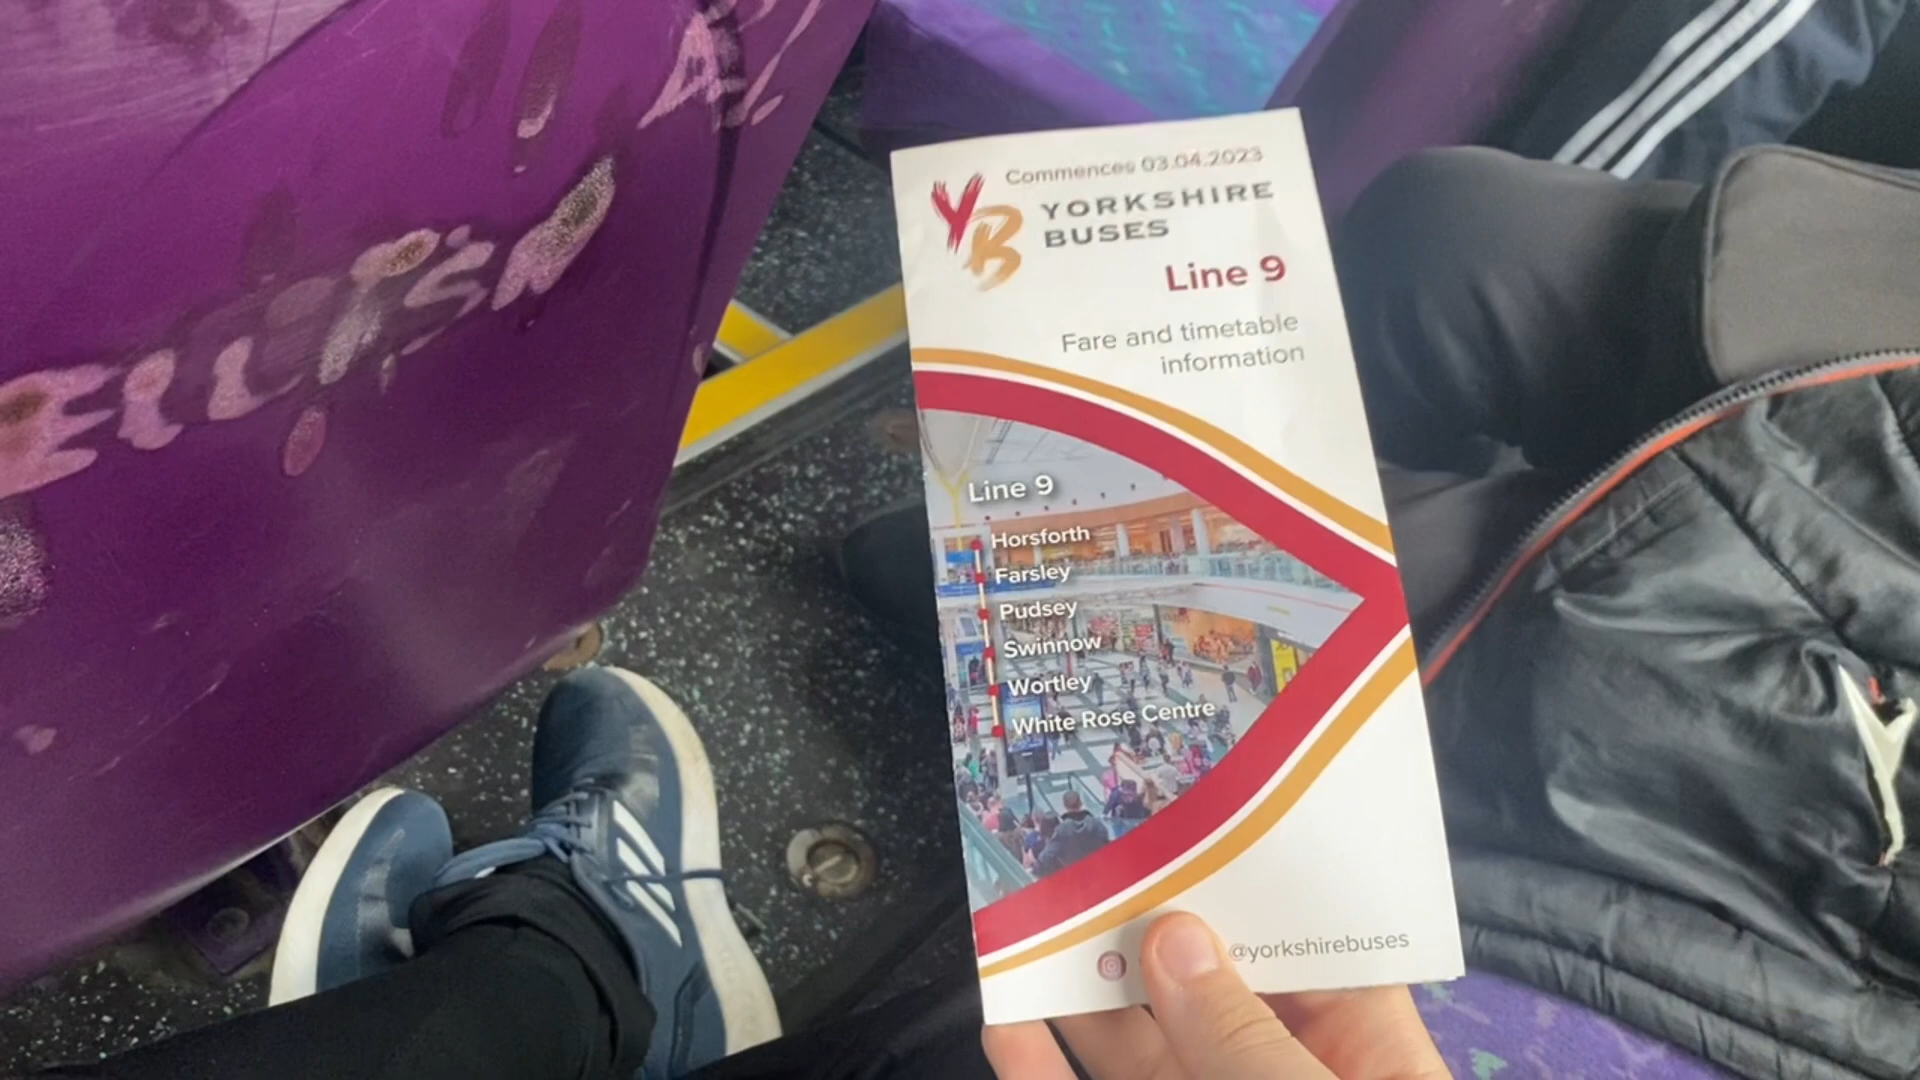 Commences 03.04.2023
YB
YORKSHIRE
BUSES
Line 9
Fare and timetable
information
Line 9
Horsforth
Farsley
Pudsey
Swinnow
Wortley
White Rose Centre
@yorkshirebuses